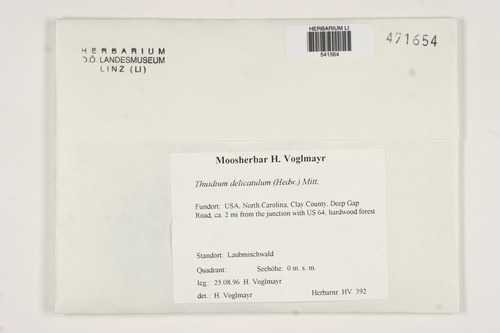 HERBARIUM
O.Ö. LANDESMUSEUM
LINZ (LI)
HERBARIUM LI
541564
471654
Moosherbar H. Voglmayr
Thuidium delicatulum (Hedw.) Mitt.
Fundort: USA, North Carolina, Clay County, Deep Gap
Road, ca. 2 mi from the junction with US 64, hardwood forest
Standort: Laubmischwald
Quadrant: Seehöhe: 0 m. s. m.
leg.: 25.08.96 H. Voglmayr
det.: H. Voglmayr Herbarnr. HV 392